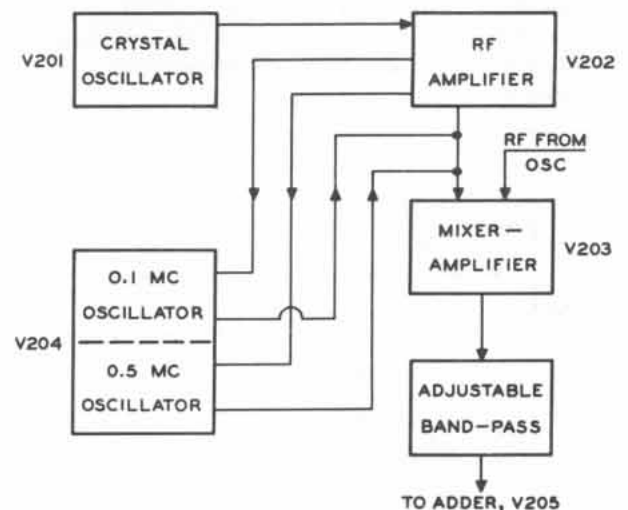 V201
CRYSTAL
OSCILLATOR
RF
AMPLIFIER
V202
RF FROM
OSC
MIXER—
AMPLIFIER
V203
V204
0.1 MC
OSCILLATOR
0.5 MC
OSCILLATOR
ADJUSTABLE
BAND-PASS
TO ADDER, V205